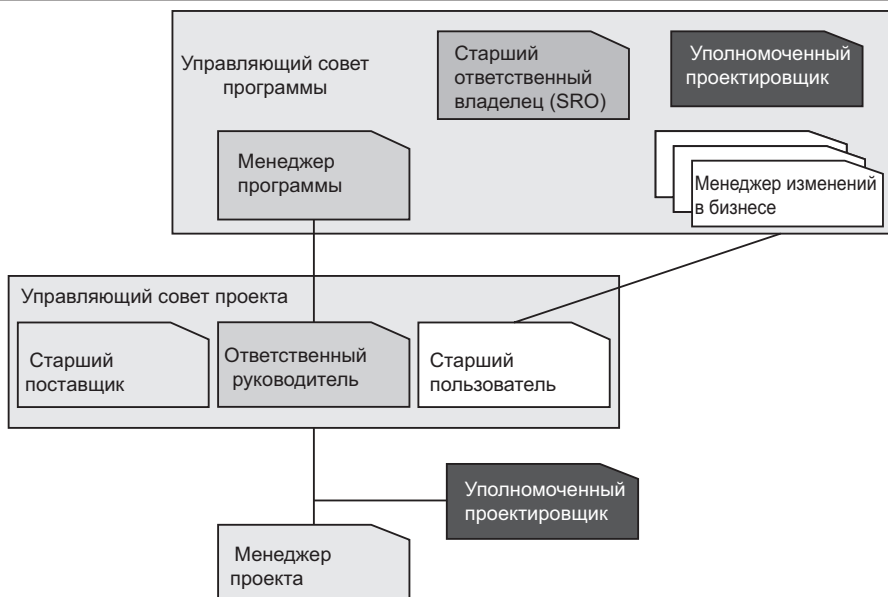 Управляющий совет
программы
Старший
ответственный
владелец (SRO)
Уполномоченный
проектировщик
Менеджер
программы
Менеджер изменений
в бизнесе
Управляющий совет проекта
Старший
поставщик
Ответственный
руководитель
Старший
пользователь
Уполномоченный
проектировщик
Менеджер
проекта